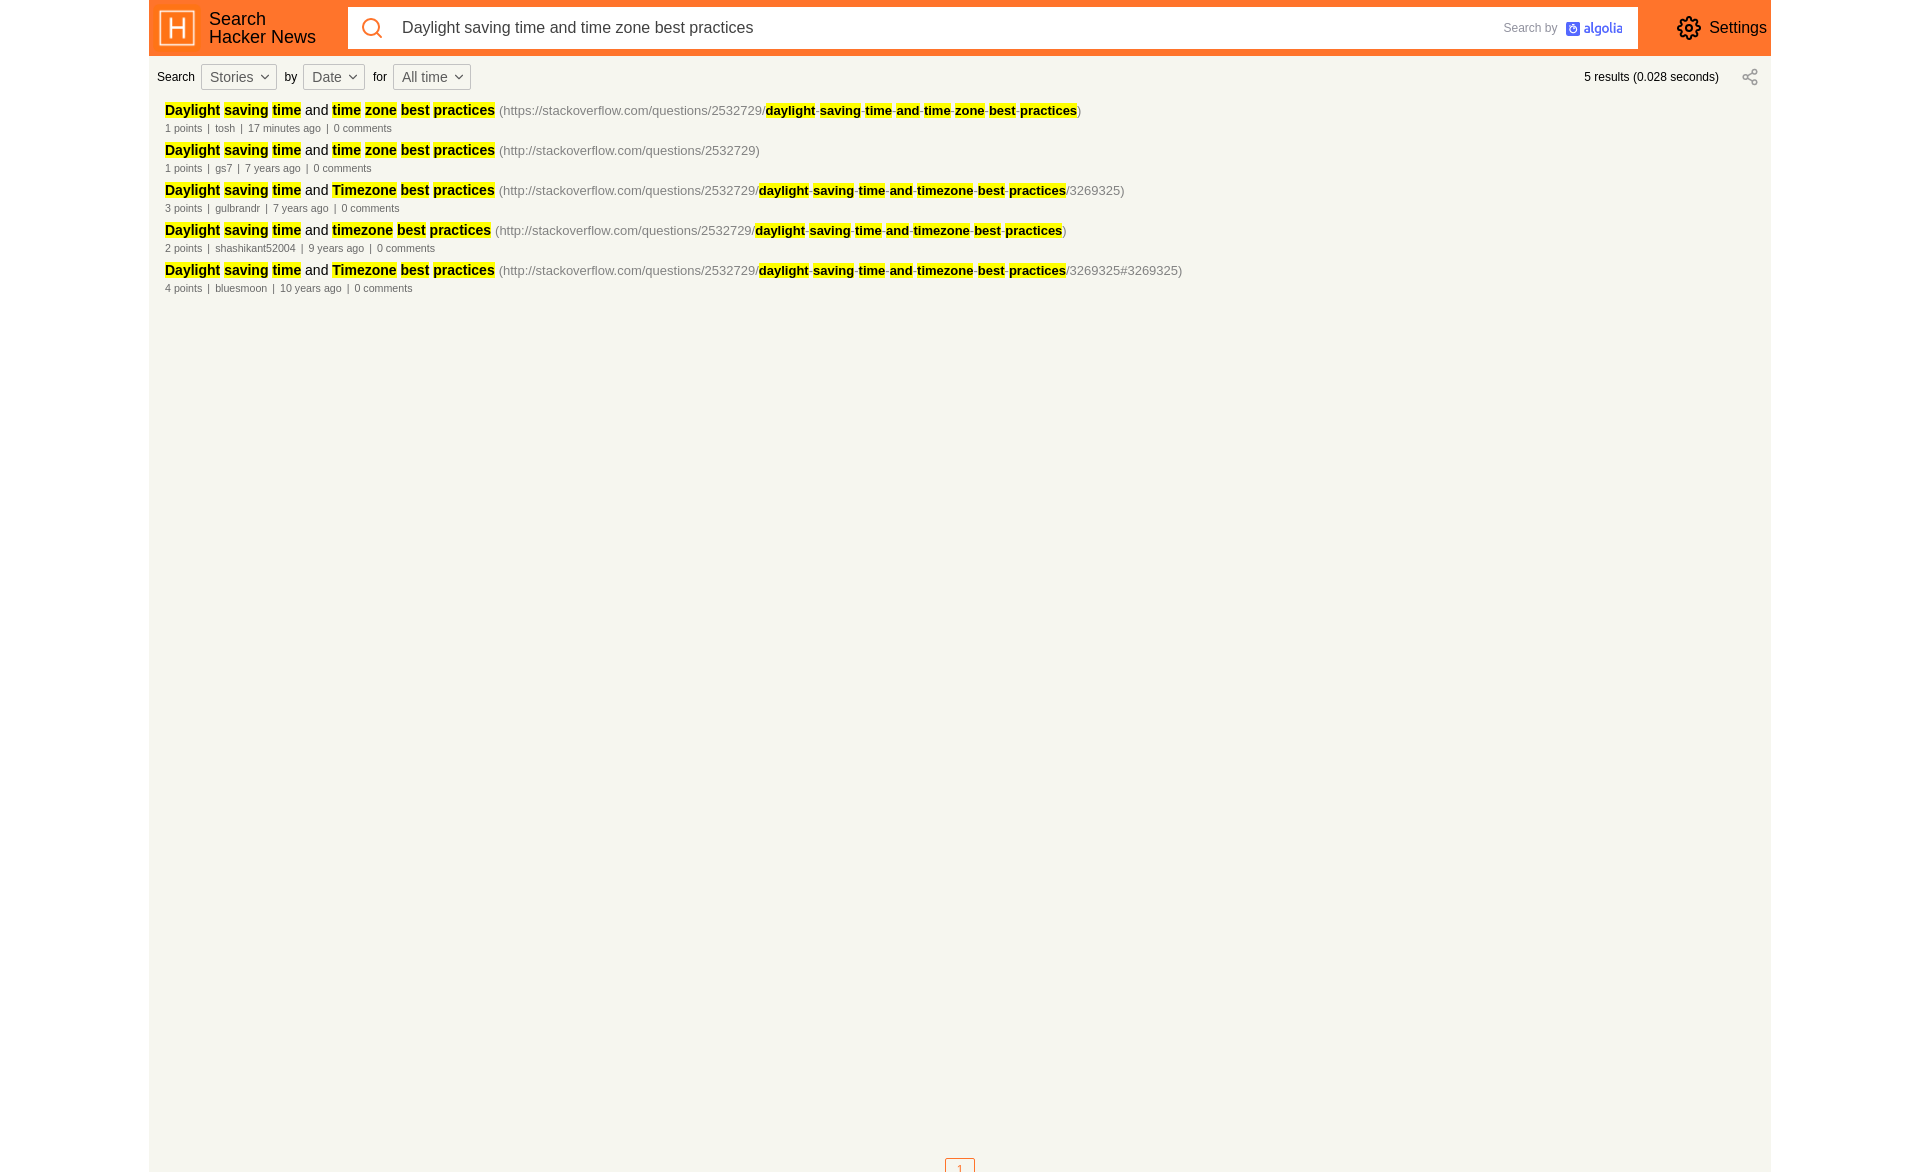 Search
Hacker News
Daylight saving time and time zone best practices
Search by algolia
Settings
Search Stories by Date for All time
5 results (0.028 seconds)
Daylight saving time and time zone best practices (https://stackoverflow.com/questions/2532729/daylight-saving-time-and-time-zone-best-practices)
1 points | tosh | 17 minutes ago | 0 comments
Daylight saving time and time zone best practices (http://stackoverflow.com/questions/2532729)
1 points | gs7 | 7 years ago | 0 comments
Daylight saving time and Timezone best practices (http://stackoverflow.com/questions/2532729/daylight-saving-time-and-timezone-best-practices/3269325)
3 points | gulbrandr | 7 years ago | 0 comments
Daylight saving time and timezone best practices (http://stackoverflow.com/questions/2532729/daylight-saving-time-and-timezone-best-practices)
2 points | shashikant52004 | 9 years ago | 0 comments
Daylight saving time and Timezone best practices (http://stackoverflow.com/questions/2532729/daylight-saving-time-and-timezone-best-practices/3269325#3269325)
4 points | bluesmoon | 10 years ago | 0 comments
1